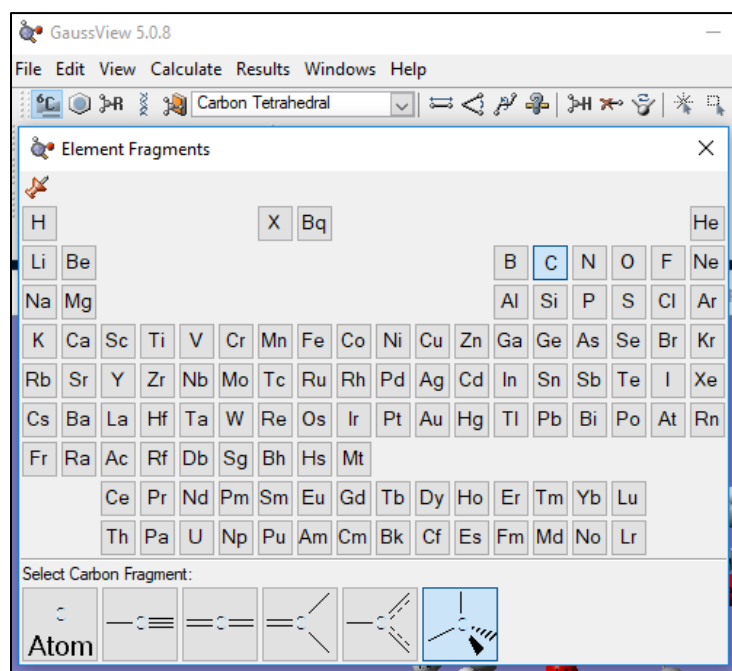 GaussView 5.0.8
File Edit View Calculate Results Windows Help
6C R Carbon Tetrahedral H
Element Fragments
H X Bq He
Li Be B C N O F Ne
Na Mg Al Si P S Cl Ar
K Ca Sc Ti V Cr Mn Fe Co Ni Cu Zn Ga Ge As Se Br Kr
Rb Sr Y Zr Nb Mo Tc Ru Rh Pd Ag Cd In Sn Sb Te I Xe
Cs Ba La Hf Ta W Re Os Ir Pt Au Hg Tl Pb Bi Po At Rn
Fr Ra Ac Rf Db Sg Bh Hs Mt
Ce Pr Nd Pm Sm Eu Gd Tb Dy Ho Er Tm Yb Lu
Th Pa U Np Pu Am Cm Bk Cf Es Fm Md No Lr
Select Carbon Fragment:
C C C C C C
Atom